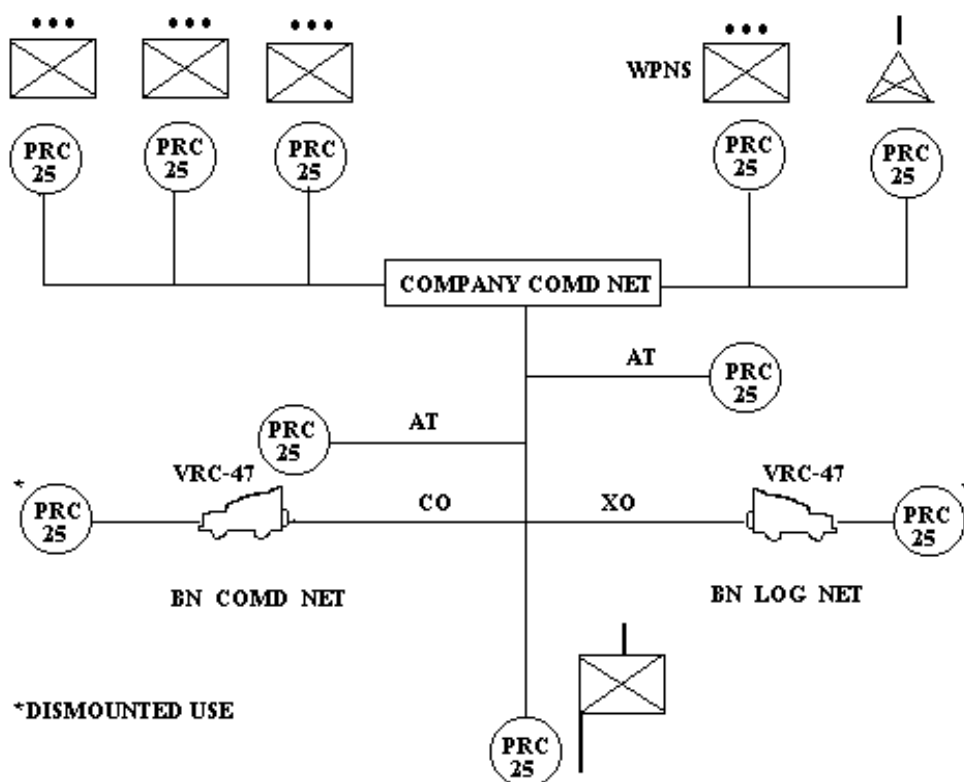 WPNS
PRC
25
PRC
25
PRC
25
PRC
25
PRC
25
COMPANY COMD NET
AT
PRC
25
AT
PRC
25
VRC-47
VRC-47
*
PRC
25
CO
XO
*
PRC
25
BN COMD NET
BN LOG NET
*DISMOUNTED USE
PRC
25